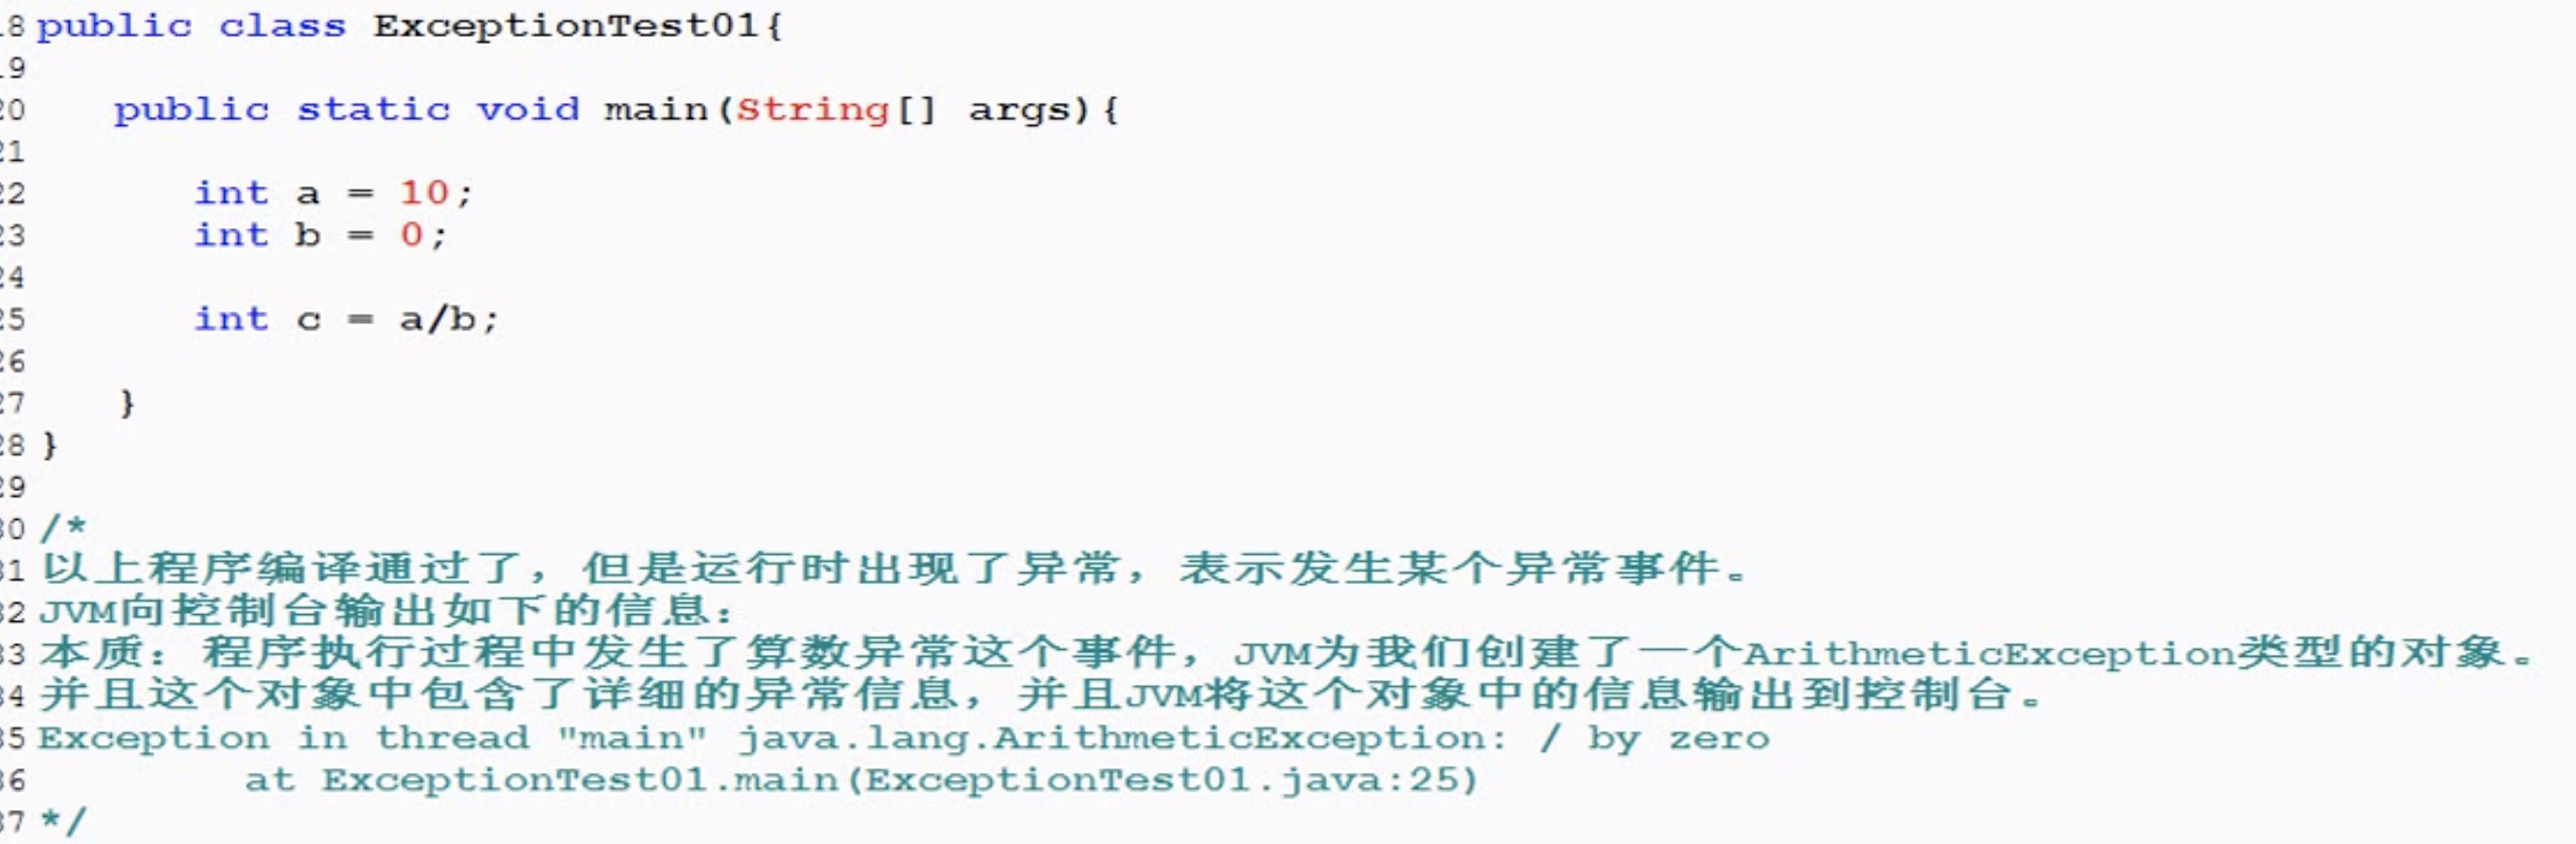 18 public class ExceptionTest01{
19
20 public static void main(String[] args){
21
22 int a = 10;
23 int b = 0;
24
25 int c = a/b;
26
27 }
28 }
29
30 /*
31 以上程序编译通过了，但是运行时出现了异常，表示发生某个异常事件。
32 JVM向控制台输出如下的信息：
33 本质：程序执行过程中发生了算数异常这个事件，JVM为我们创建了一个ArithmeticException类型的对象。
34 并且这个对象中包含了详细的异常信息，并且JVM将这个对象中的信息输出到控制台。
35 Exception in thread "main" java.lang.ArithmeticException: / by zero
36 at ExceptionTest01.main(ExceptionTest01.java:25)
37 */